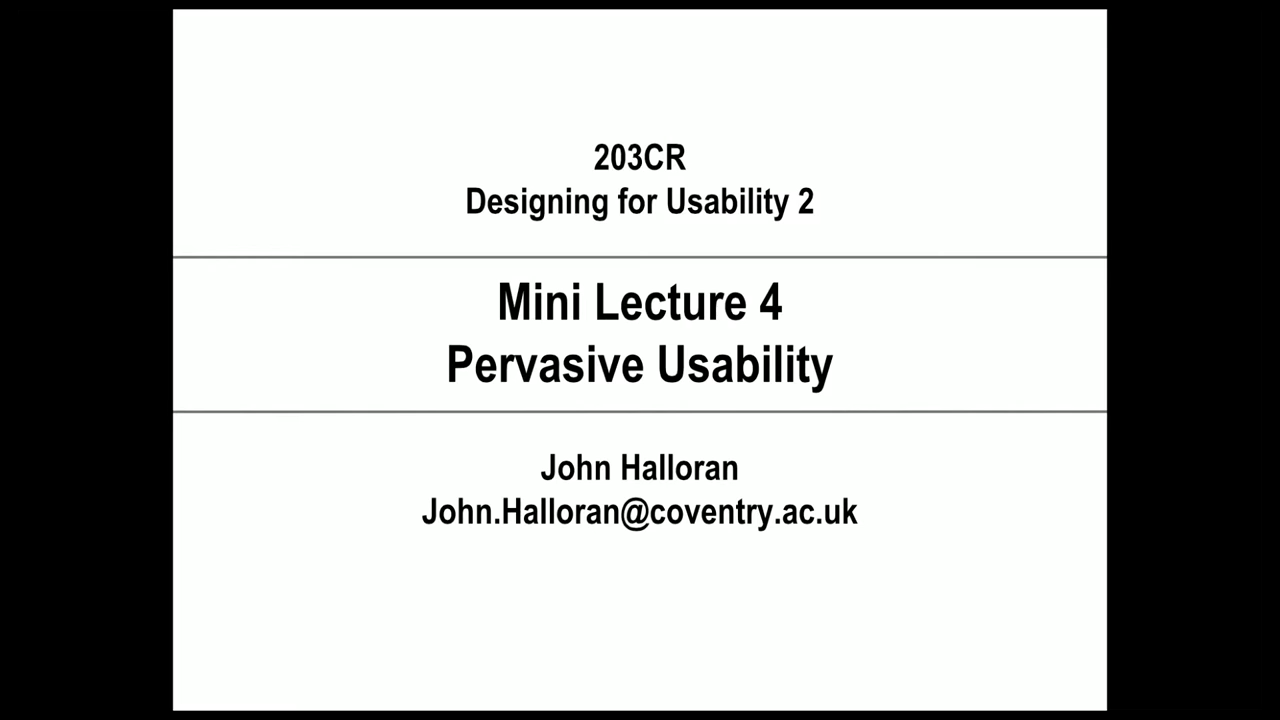 203CR
Designing for Usability 2
Mini Lecture 4
Pervasive Usability
John Halloran
John.Halloran@coventry.ac.uk